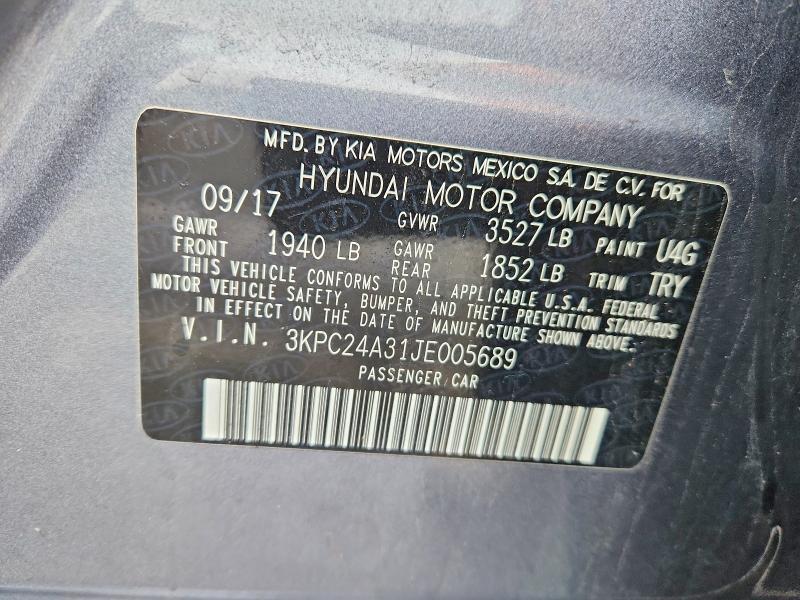 MFD. BY KIA MOTORS MEXICO S.A. DE C.V. FOR
HYUNDAI MOTOR COMPANY
09/17 GVWR 3527 LB PAINT U4G
GAWR FRONT 1940 LB GAWR REAR 1852 LB TRIM TRY
THIS VEHICLE CONFORMS TO ALL APPLICABLE U.S.A. FEDERAL
MOTOR VEHICLE SAFETY, BUMPER, AND THEFT PREVENTION STANDARDS
IN EFFECT ON THE DATE OF MANUFACTURE SHOWN ABOVE.
V.I.N. 3KPC24A31JE005689
PASSENGER CAR